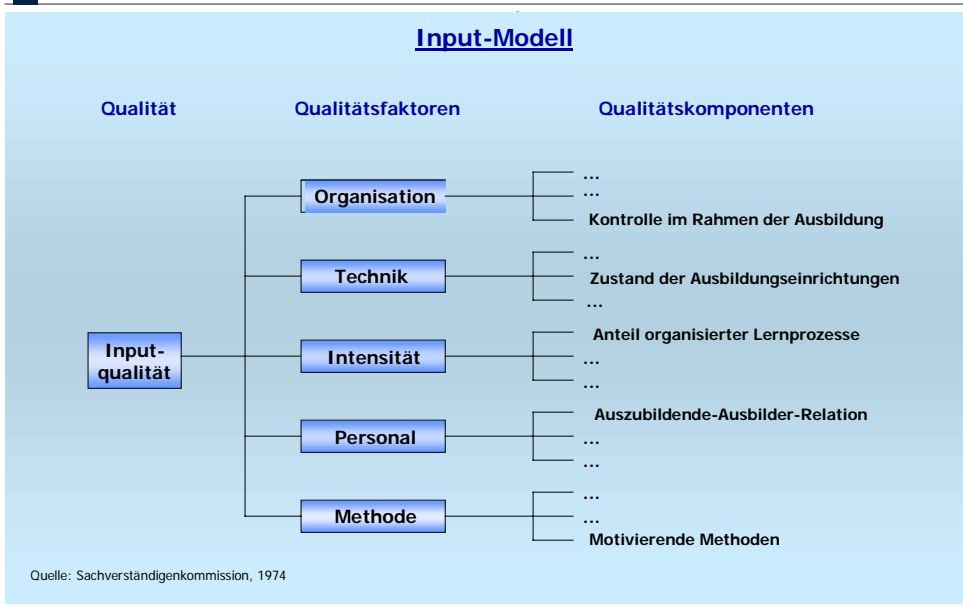 Input-Modell
Qualität Qualitätsfaktoren Qualitätskomponenten
Organisation
...
...
Kontrolle im Rahmen der Ausbildung
Technik
...
Zustand der Ausbildungseinrichtungen
...
Input-
qualität
Intensität
Anteil organisierter Lernprozesse
...
...
Personal
Auszubildende-Ausbilder-Relation
...
...
Methode
...
...
Motivierende Methoden
Quelle: Sachverständigenkommission, 1974